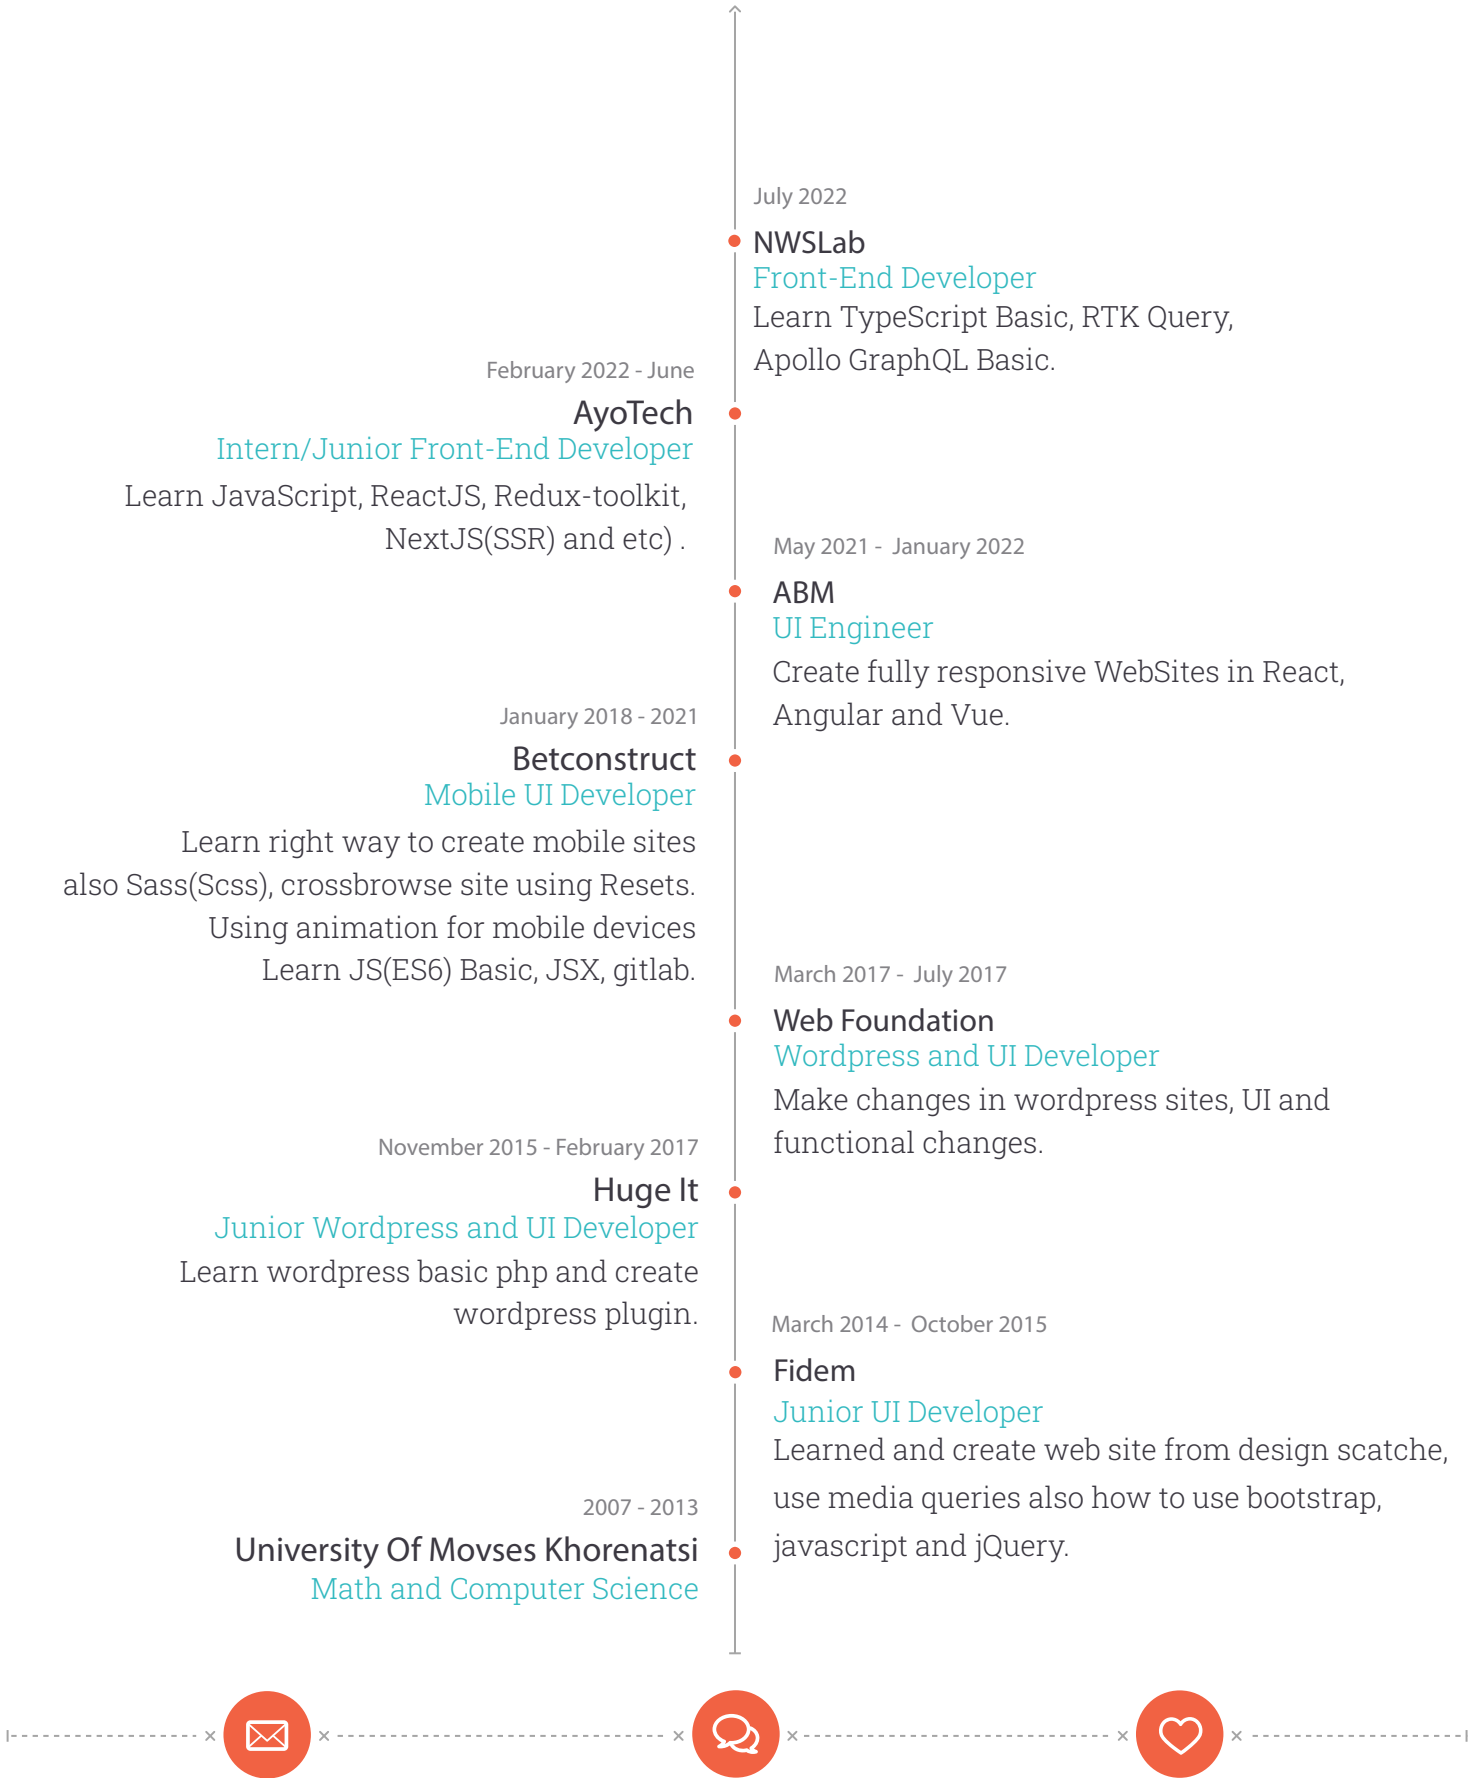 July 2022
NWSLab
Front-End Developer
Learn TypeScript Basic, RTK Query,
Apollo GraphQL Basic.
February 2022 - June
AyoTech
Intern/Junior Front-End Developer
Learn JavaScript, ReactJS, Redux-toolkit,
NextJS(SSR) and etc) .
May 2021 - January 2022
ABM
UI Engineer
Create fully responsive WebSites in React,
Angular and Vue.
January 2018 - 2021
Betconstruct
Mobile UI Developer
Learn right way to create mobile sites
also Sass(Scss), crossbrowse site using Resets.
Using animation for mobile devices
Learn JS(ES6) Basic, JSX, gitlab.
March 2017 - July 2017
Web Foundation
Wordpress and UI Developer
Make changes in wordpress sites, UI and
functional changes.
November 2015 - February 2017
Huge It
Junior Wordpress and UI Developer
Learn wordpress basic php and create
wordpress plugin.
March 2014 - October 2015
Fidem
Junior UI Developer
Learned and create web site from design scatche,
use media queries also how to use bootstrap,
javascript and jQuery.
2007 - 2013
University Of Movses Khorenatsi
Math and Computer Science